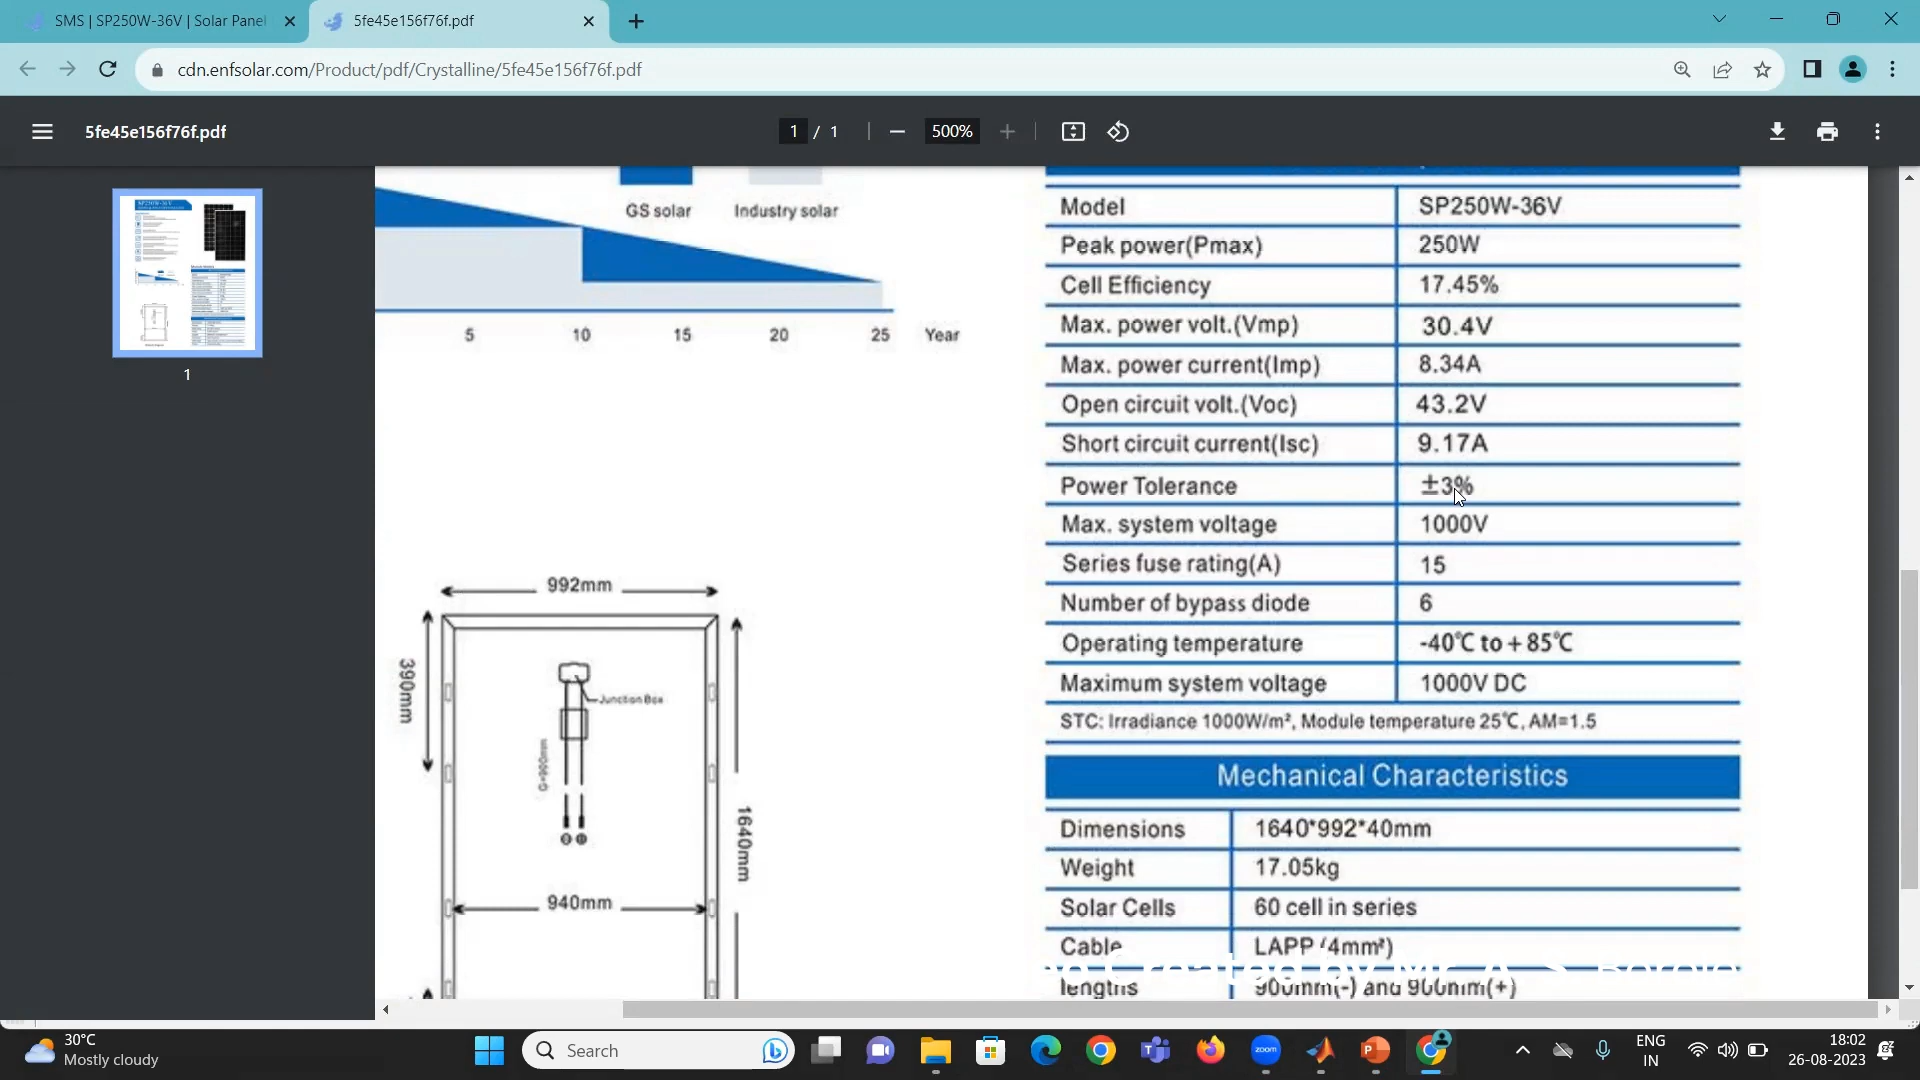 SMS | SP250W-36V | Solar Panel
5fe45e156f76f.pdf
cdn.enfsolar.com/Product/pdf/Crystalline/5fe45e156f76f.pdf
5fe45e156f76f.pdf
1 / 1
500%
1
GS solar
Industry solar
5 10 15 20 25 Year
Model SP250W-36V
Peak power(Pmax) 250W
Cell Efficiency 17.45%
Max. power volt.(Vmp) 30.4V
Max. power current(Imp) 8.34A
Open circuit volt.(Voc) 43.2V
Short circuit current(Isc) 9.17A
Power Tolerance ±3%
Max. system voltage 1000V
Series fuse rating(A) 15
Number of bypass diode 6
Operating temperature -40℃ to + 85℃
Maximum system voltage 1000V DC
STC: Irradiance 1000W/m², Module temperature 25℃, AM=1.5
992mm
390mm
Junction Box
G=900mm
1640mm
940mm
Mechanical Characteristics
Dimensions 1640*992*40mm
Weight 17.05kg
Solar Cells 60 cell in series
Cable LAPP (4mm²)
lengths 900mm(-) and 900mm(+)
Created by Mr. A. S.
30°C
Mostly cloudy
Search
zoom
ENG
IN
18:02
26-08-2023